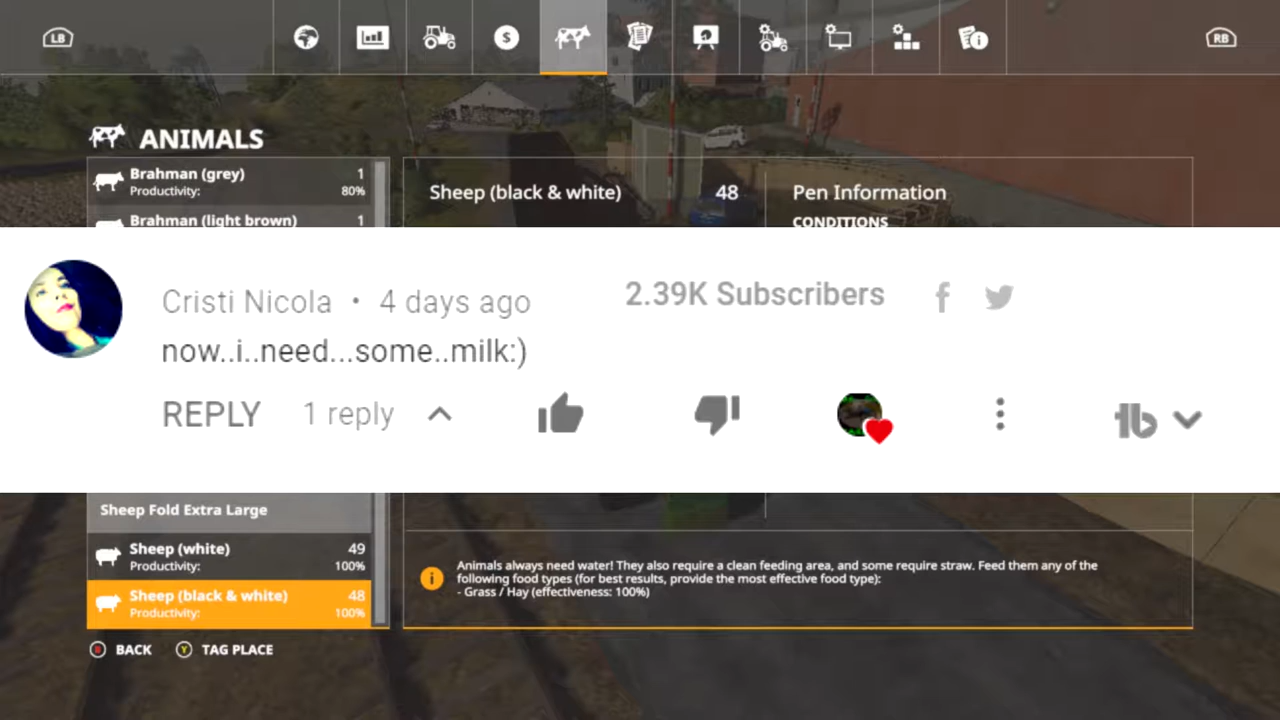 LB
RB
ANIMALS
Brahman (grey) 1
Productivity: 80%
Brahman (light brown) 1
Sheep (black & white) 48
Pen Information
CONDITIONS
Cristi Nicola • 4 days ago
2.39K Subscribers
now..i..need...some..milk:)
REPLY 1 reply
Sheep Fold Extra Large
Sheep (white) 49
Productivity: 100%
Sheep (black & white) 48
Productivity: 100%
Animals always need water! They also require a clean feeding area, and some require straw. Feed them any of the
following food types (for best results, provide the most effective food type):
- Grass / Hay (effectiveness: 100%)
BACK
Y TAG PLACE